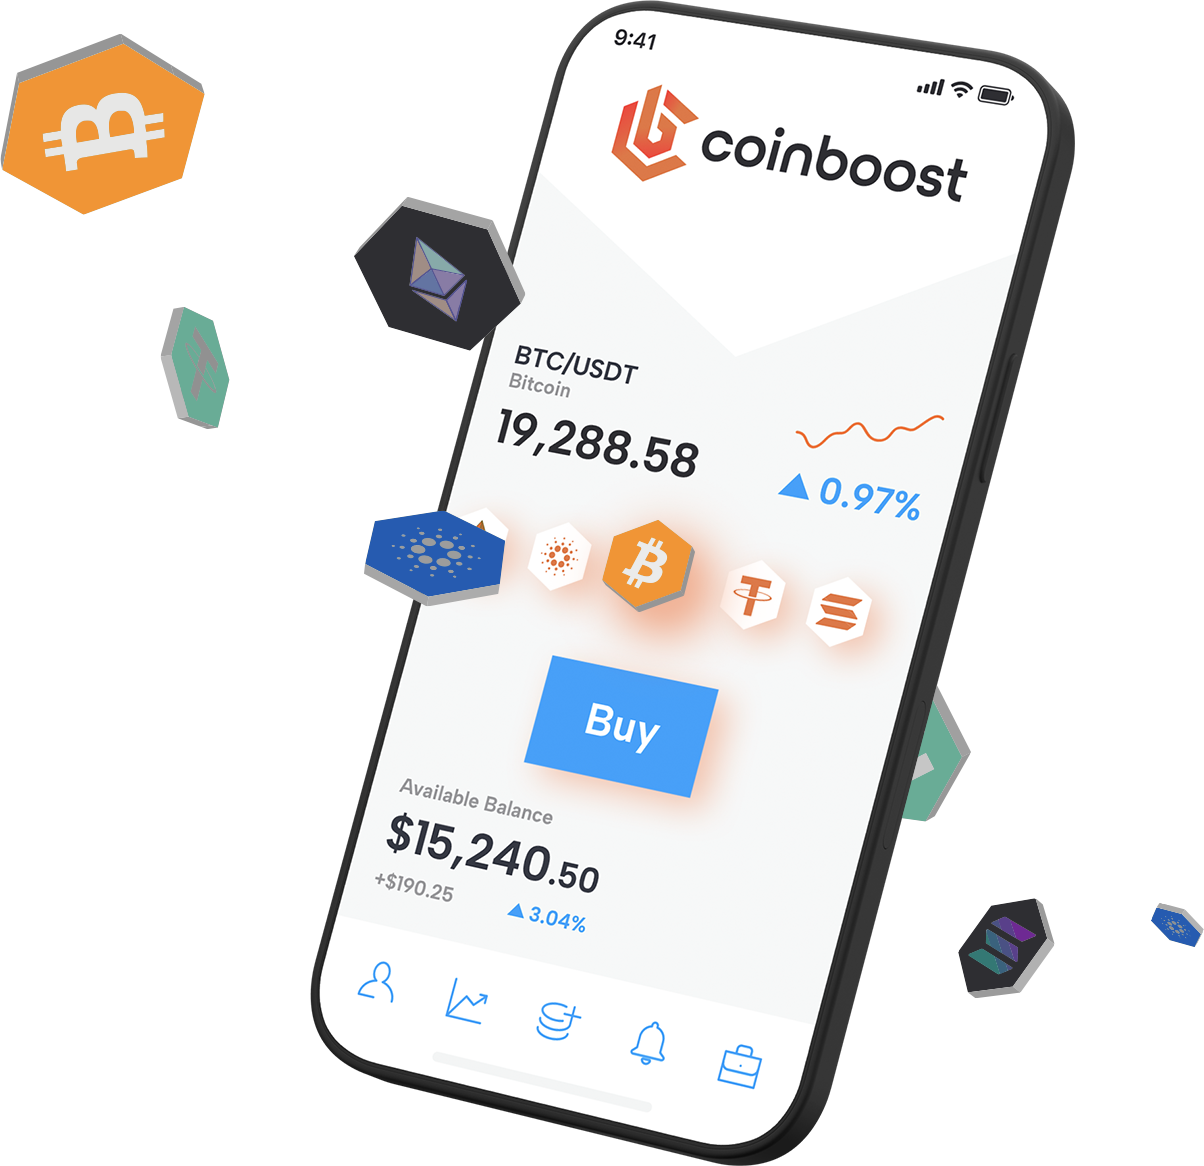 9:41
coinboost
BTC/USDT
Bitcoin
19,288.58
▲ 0.97%
Buy
Available Balance
$15,240.50
+$190.25
▲ 3.04%